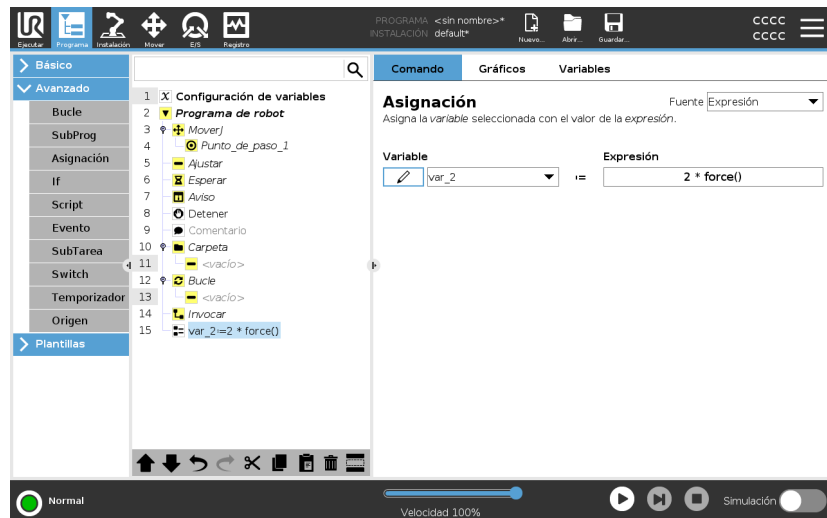 PROGRAMA <sin nombre>*
INSTALACIÓN default*
CCCC
CCCC
Ejecutar Programa Instalación Mover E/S Registro Nuevo... Abrir... Guardar...
Básico
Avanzado
Bucle
SubProg
Asignación
If
Script
Evento
SubTarea
Switch
Temporizador
Origen
Plantillas
1 X Configuración de variables
2 Programa de robot
3 MoverJ
4 Punto_de_paso_1
5 Ajustar
6 Esperar
7 Aviso
8 Detener
9 Comentario
10 Carpeta
11 <vacío>
12 Bucle
13 <vacío>
14 Invocar
15 var_2:=2 * force()
Comando Gráficos Variables
Asignación
Fuente Expresión
Asigna la variable seleccionada con el valor de la expresión.
Variable Expresión
var_2 := 2 * force()
Normal
Velocidad 100%
Simulación